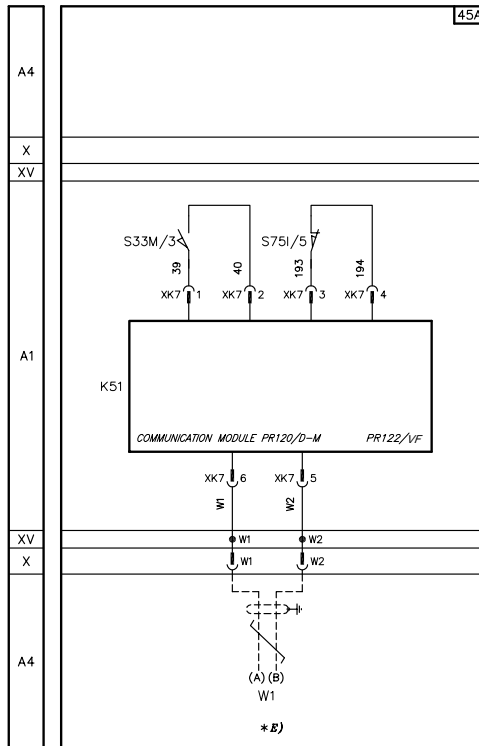 45A
A4
X
XV
S33M/3 S75I/5
39 40 193 194
XK7 1 XK7 2 XK7 3 XK7 4
A1
K51
COMMUNICATION MODULE PR120/D-M PR122/VF
XK7 6 XK7 5
W1 W2
XV W1 W2
X W1 W2
A4
(A) (B)
W1
*E)